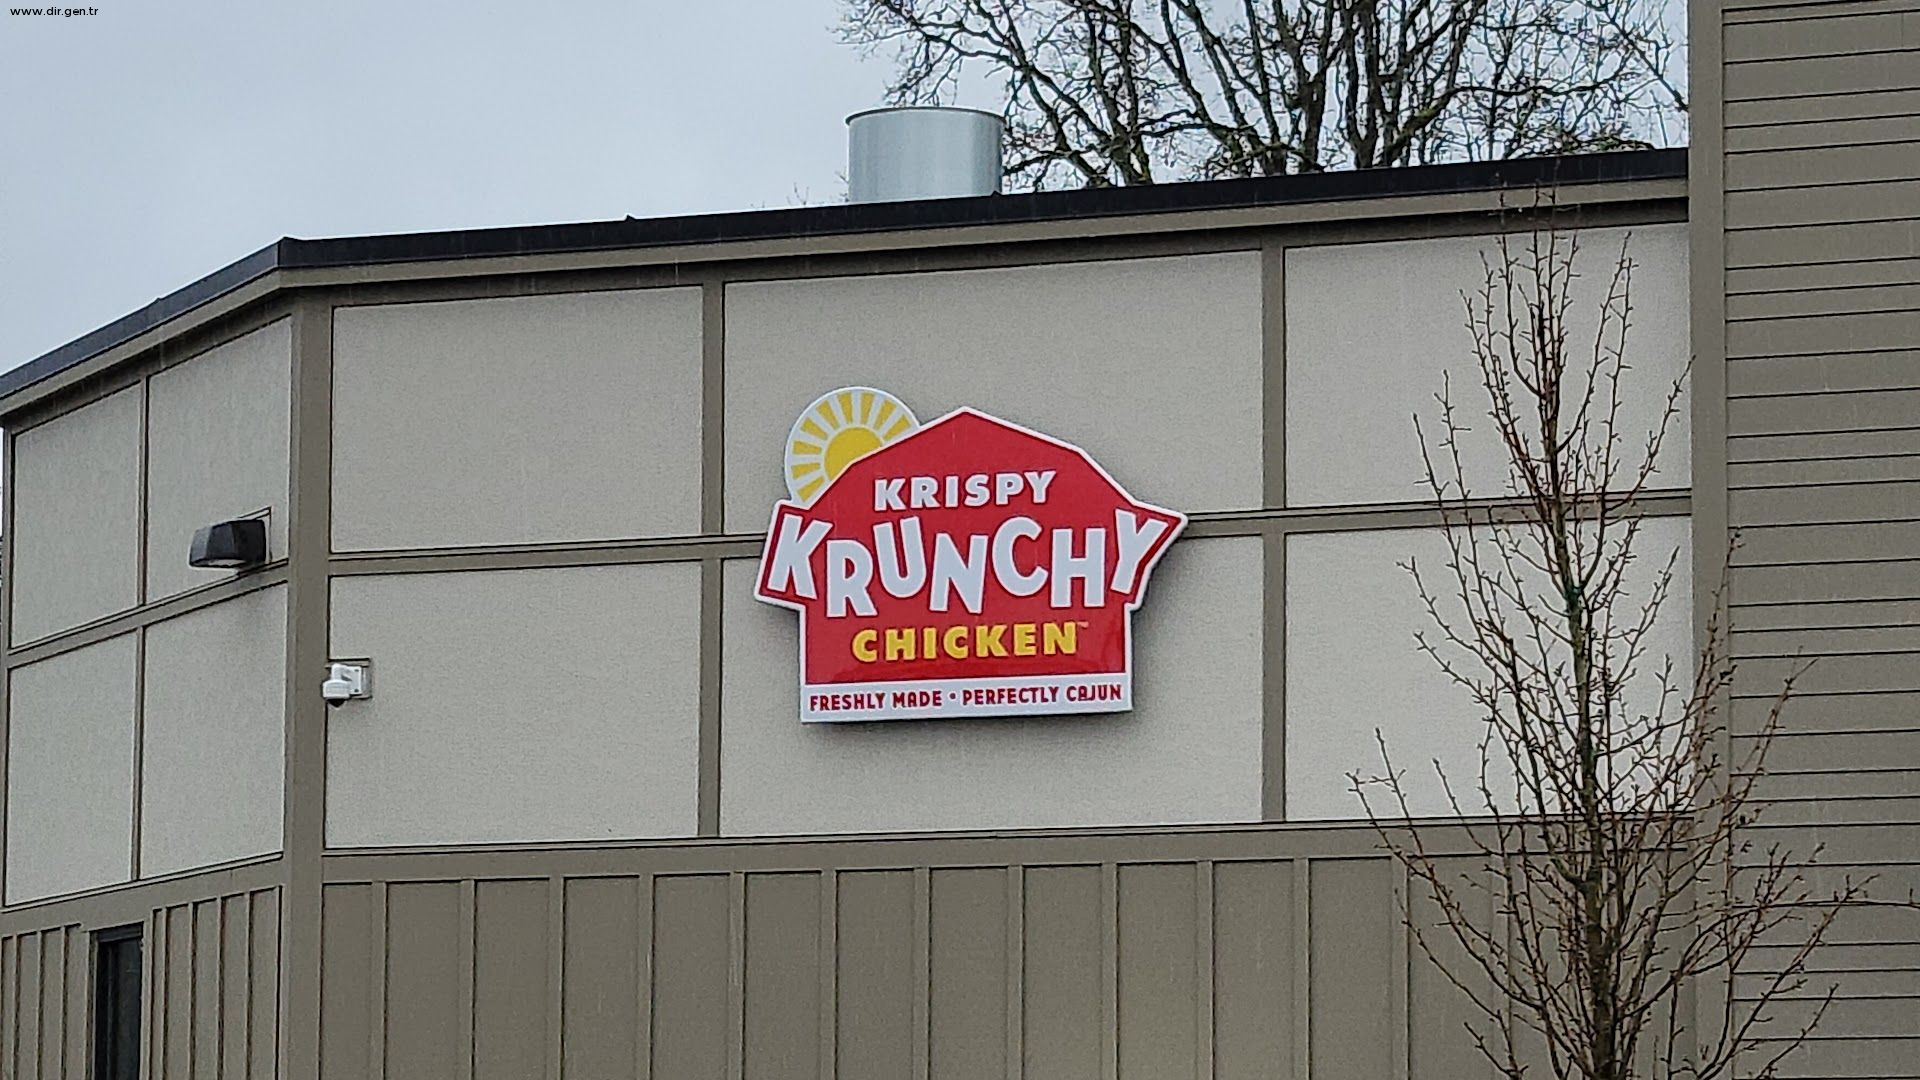 www.dir.gen.tr
KRISPY
KRUNCHY
CHICKEN™
FRESHLY MADE • PERFECTLY CAJUN